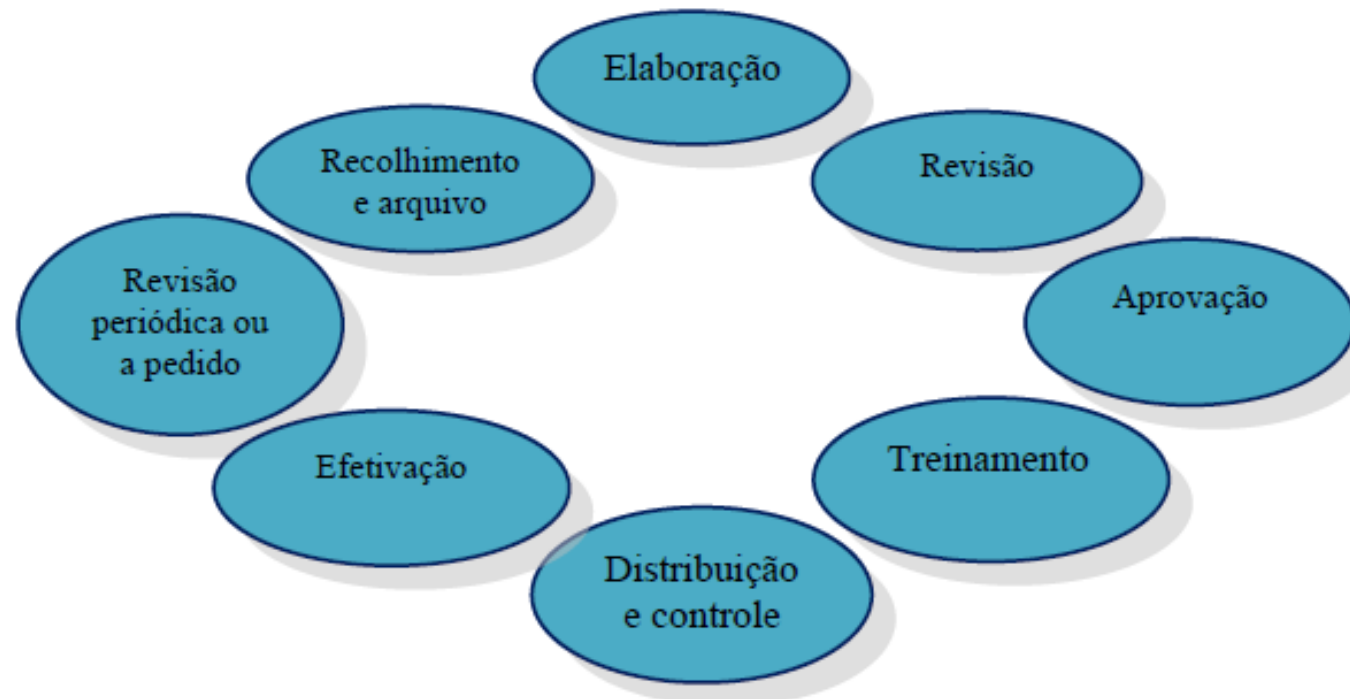 Elaboração
Revisão
Aprovação
Treinamento
Distribuição
e controle
Efetivação
Revisão
periódica ou
a pedido
Recolhimento
e arquivo